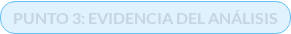 PUNTO 3: EVIDENCIA DEL ANÁLISIS